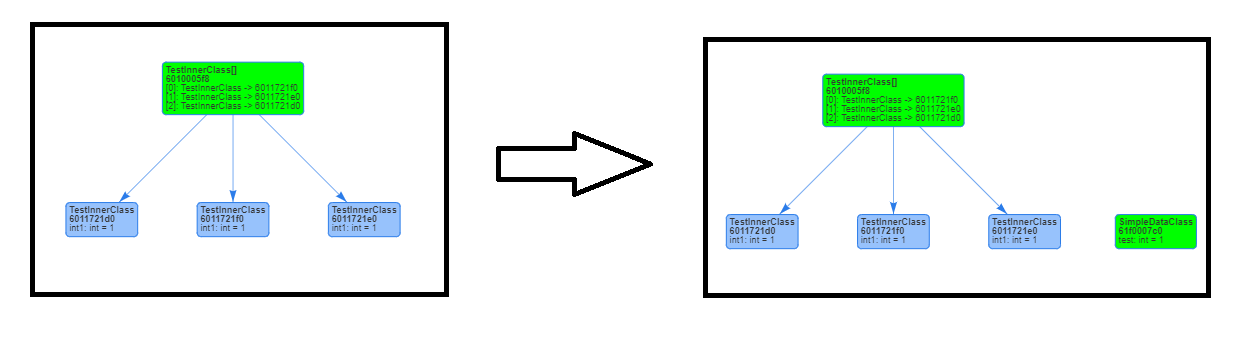 TestInnerClass[]
6010005f8
[0]: TestInnerClass -> 6011721f0
[1]: TestInnerClass -> 6011721e0
[2]: TestInnerClass -> 6011721d0
TestInnerClass
6011721d0
int1: int = 1
TestInnerClass
6011721f0
int1: int = 1
TestInnerClass
6011721e0
int1: int = 1
TestInnerClass[]
6010005f8
[0]: TestInnerClass -> 6011721f0
[1]: TestInnerClass -> 6011721e0
[2]: TestInnerClass -> 6011721d0
TestInnerClass
6011721d0
int1: int = 1
TestInnerClass
6011721f0
int1: int = 1
TestInnerClass
6011721e0
int1: int = 1
SimpleDataClass
61f0007c0
test: int = 1